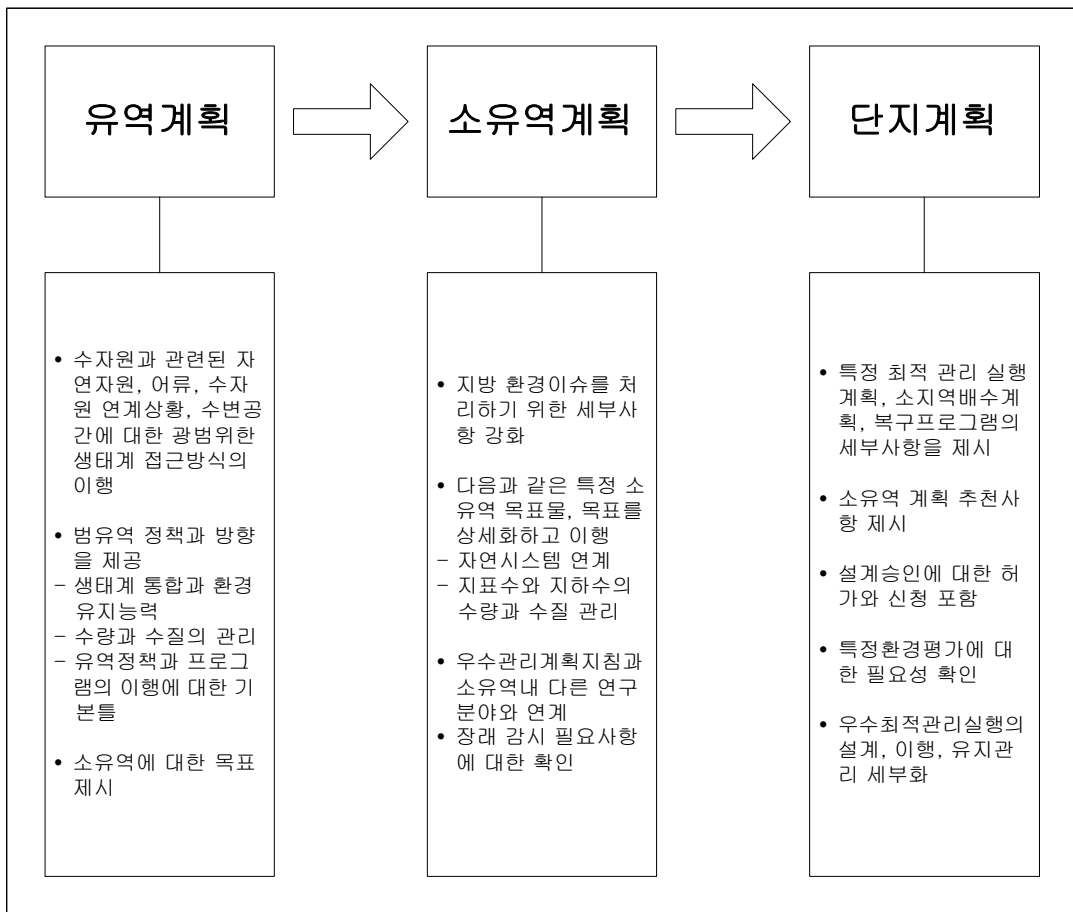 유역계획
소유역계획
단지계획
• 수자원과 관련된 자
연자원, 어류, 수자
원 연계상황, 수변공
간에 대한 광범위한
생태계 접근방식의
이행
• 범유역 정책과 방향
을 제공
– 생태계 통합과 환경
유지능력
– 수량과 수질의 관리
– 유역정책과 프로그
램의 이행에 대한 기
본틀
• 소유역에 대한 목표
제시
• 지방 환경이슈를 처
리하기 위한 세부사
항 강화
• 다음과 같은 특정 소
유역 목표물, 목표를
상세화하고 이행
– 자연시스템 연계
– 지표수와 지하수의
수량과 수질 관리
• 우수관리계획지침과
소유역내 다른 연구
분야와 연계
• 장래 감시 필요사항
에 대한 확인
• 특정 최적 관리 실행
계획, 소지역배수계
획, 복구프로그램의
세부사항을 제시
• 소유역 계획 추천사
항 제시
• 설계승인에 대한 허
가와 신청 포함
• 특정환경평가에 대
한 필요성 확인
• 우수최적관리실행의
설계, 이행, 유지관
리 세부화